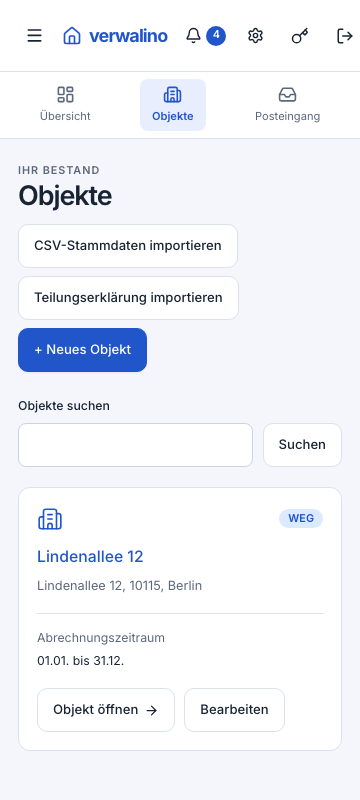 verwalino
4
Übersicht
Objekte
Posteingang
IHR BESTAND
Objekte
CSV-Stammdaten importieren
Teilungserklärung importieren
+ Neues Objekt
Objekte suchen
Suchen
WEG
Lindenallee 12
Lindenallee 12, 10115, Berlin
Abrechnungszeitraum
01.01. bis 31.12.
Objekt öffnen →
Bearbeiten